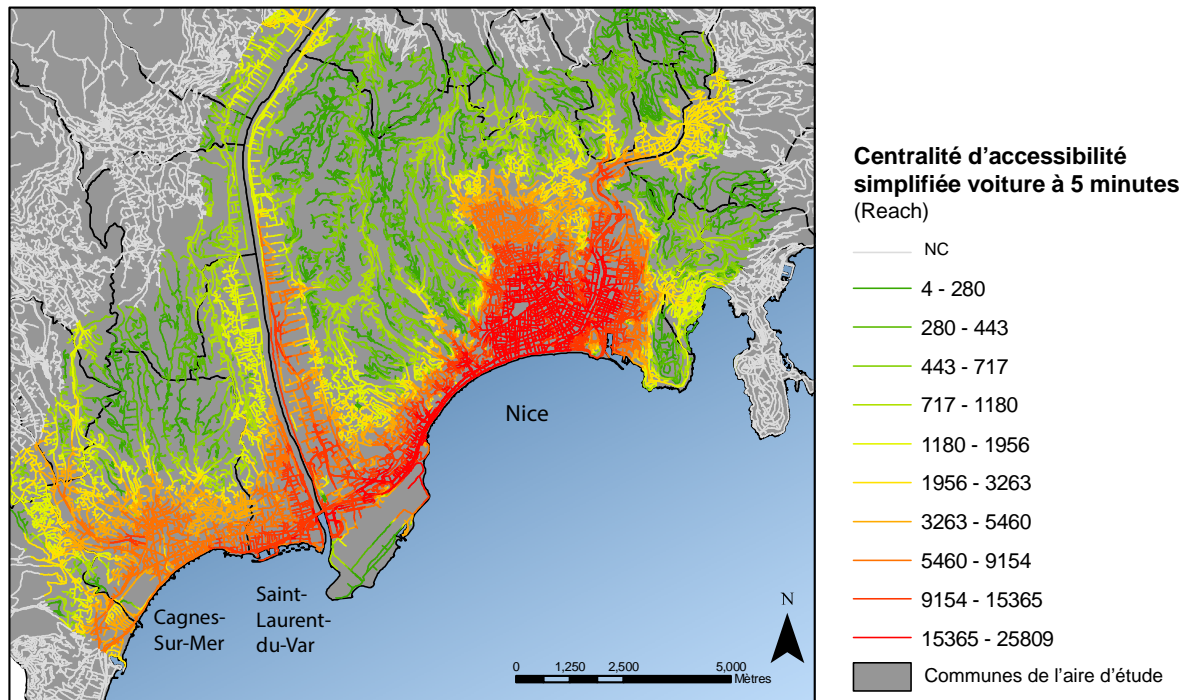 Nice
Cagnes-
Sur-Mer
Saint-
Laurent-
du-Var
N
0 1,250 2,500 5,000
Mètres
Centralité d'accessibilité
simplifiée voiture à 5 minutes
(Reach)
NC
4 - 280
280 - 443
443 - 717
717 - 1180
1180 - 1956
1956 - 3263
3263 - 5460
5460 - 9154
9154 - 15365
15365 - 25809
Communes de l'aire d'étude